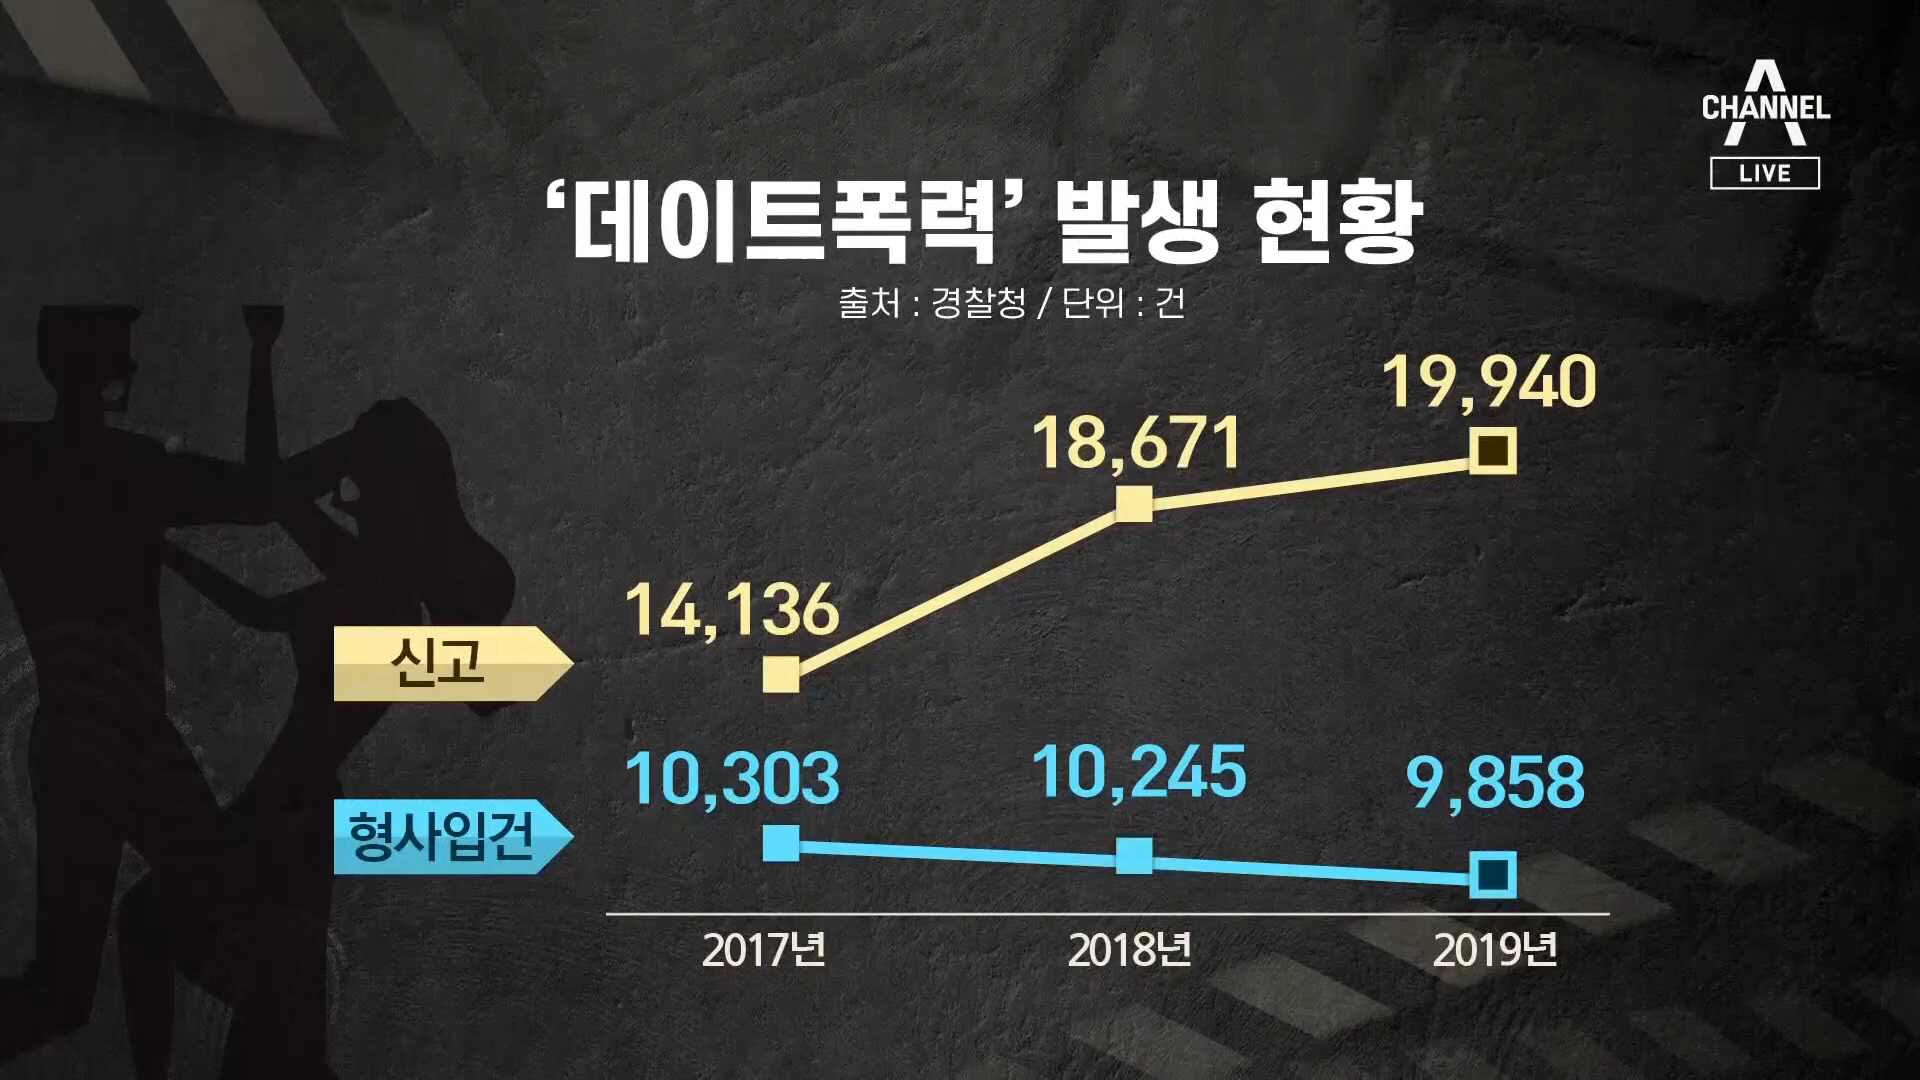 CHANNEL A
LIVE
‘데이트폭력’ 발생 현황
출처 : 경찰청 / 단위 : 건
19,940
18,671
14,136
신고
10,303
10,245
9,858
형사입건
2017년
2018년
2019년